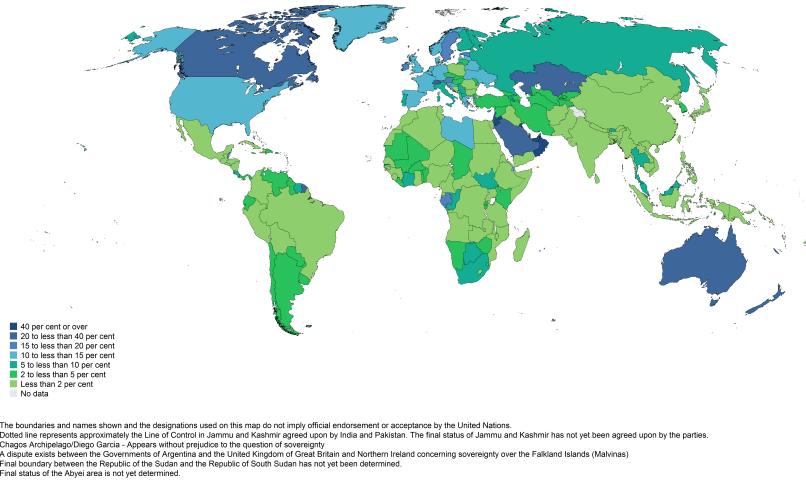 40 per cent or over
20 to less than 40 per cent
15 to less than 20 per cent
10 to less than 15 per cent
5 to less than 10 per cent
2 to less than 5 per cent
Less than 2 per cent
No data
The boundaries and names shown and the designations used on this map do not imply official endorsement or acceptance by the United Nations.
Dotted line represents approximately the Line of Control in Jammu and Kashmir agreed upon by India and Pakistan. The final status of Jammu and Kashmir has not yet been agreed upon by the parties.
Chagos Archipelago/Diego Garcia - Appears without prejudice to the question of sovereignty
A dispute exists between the Governments of Argentina and the United Kingdom of Great Britain and Northern Ireland concerning sovereignty over the Falkland Islands (Malvinas)
Final boundary between the Republic of the Sudan and the Republic of South Sudan has not yet been determined.
Final status of the Abyei area is not yet determined.